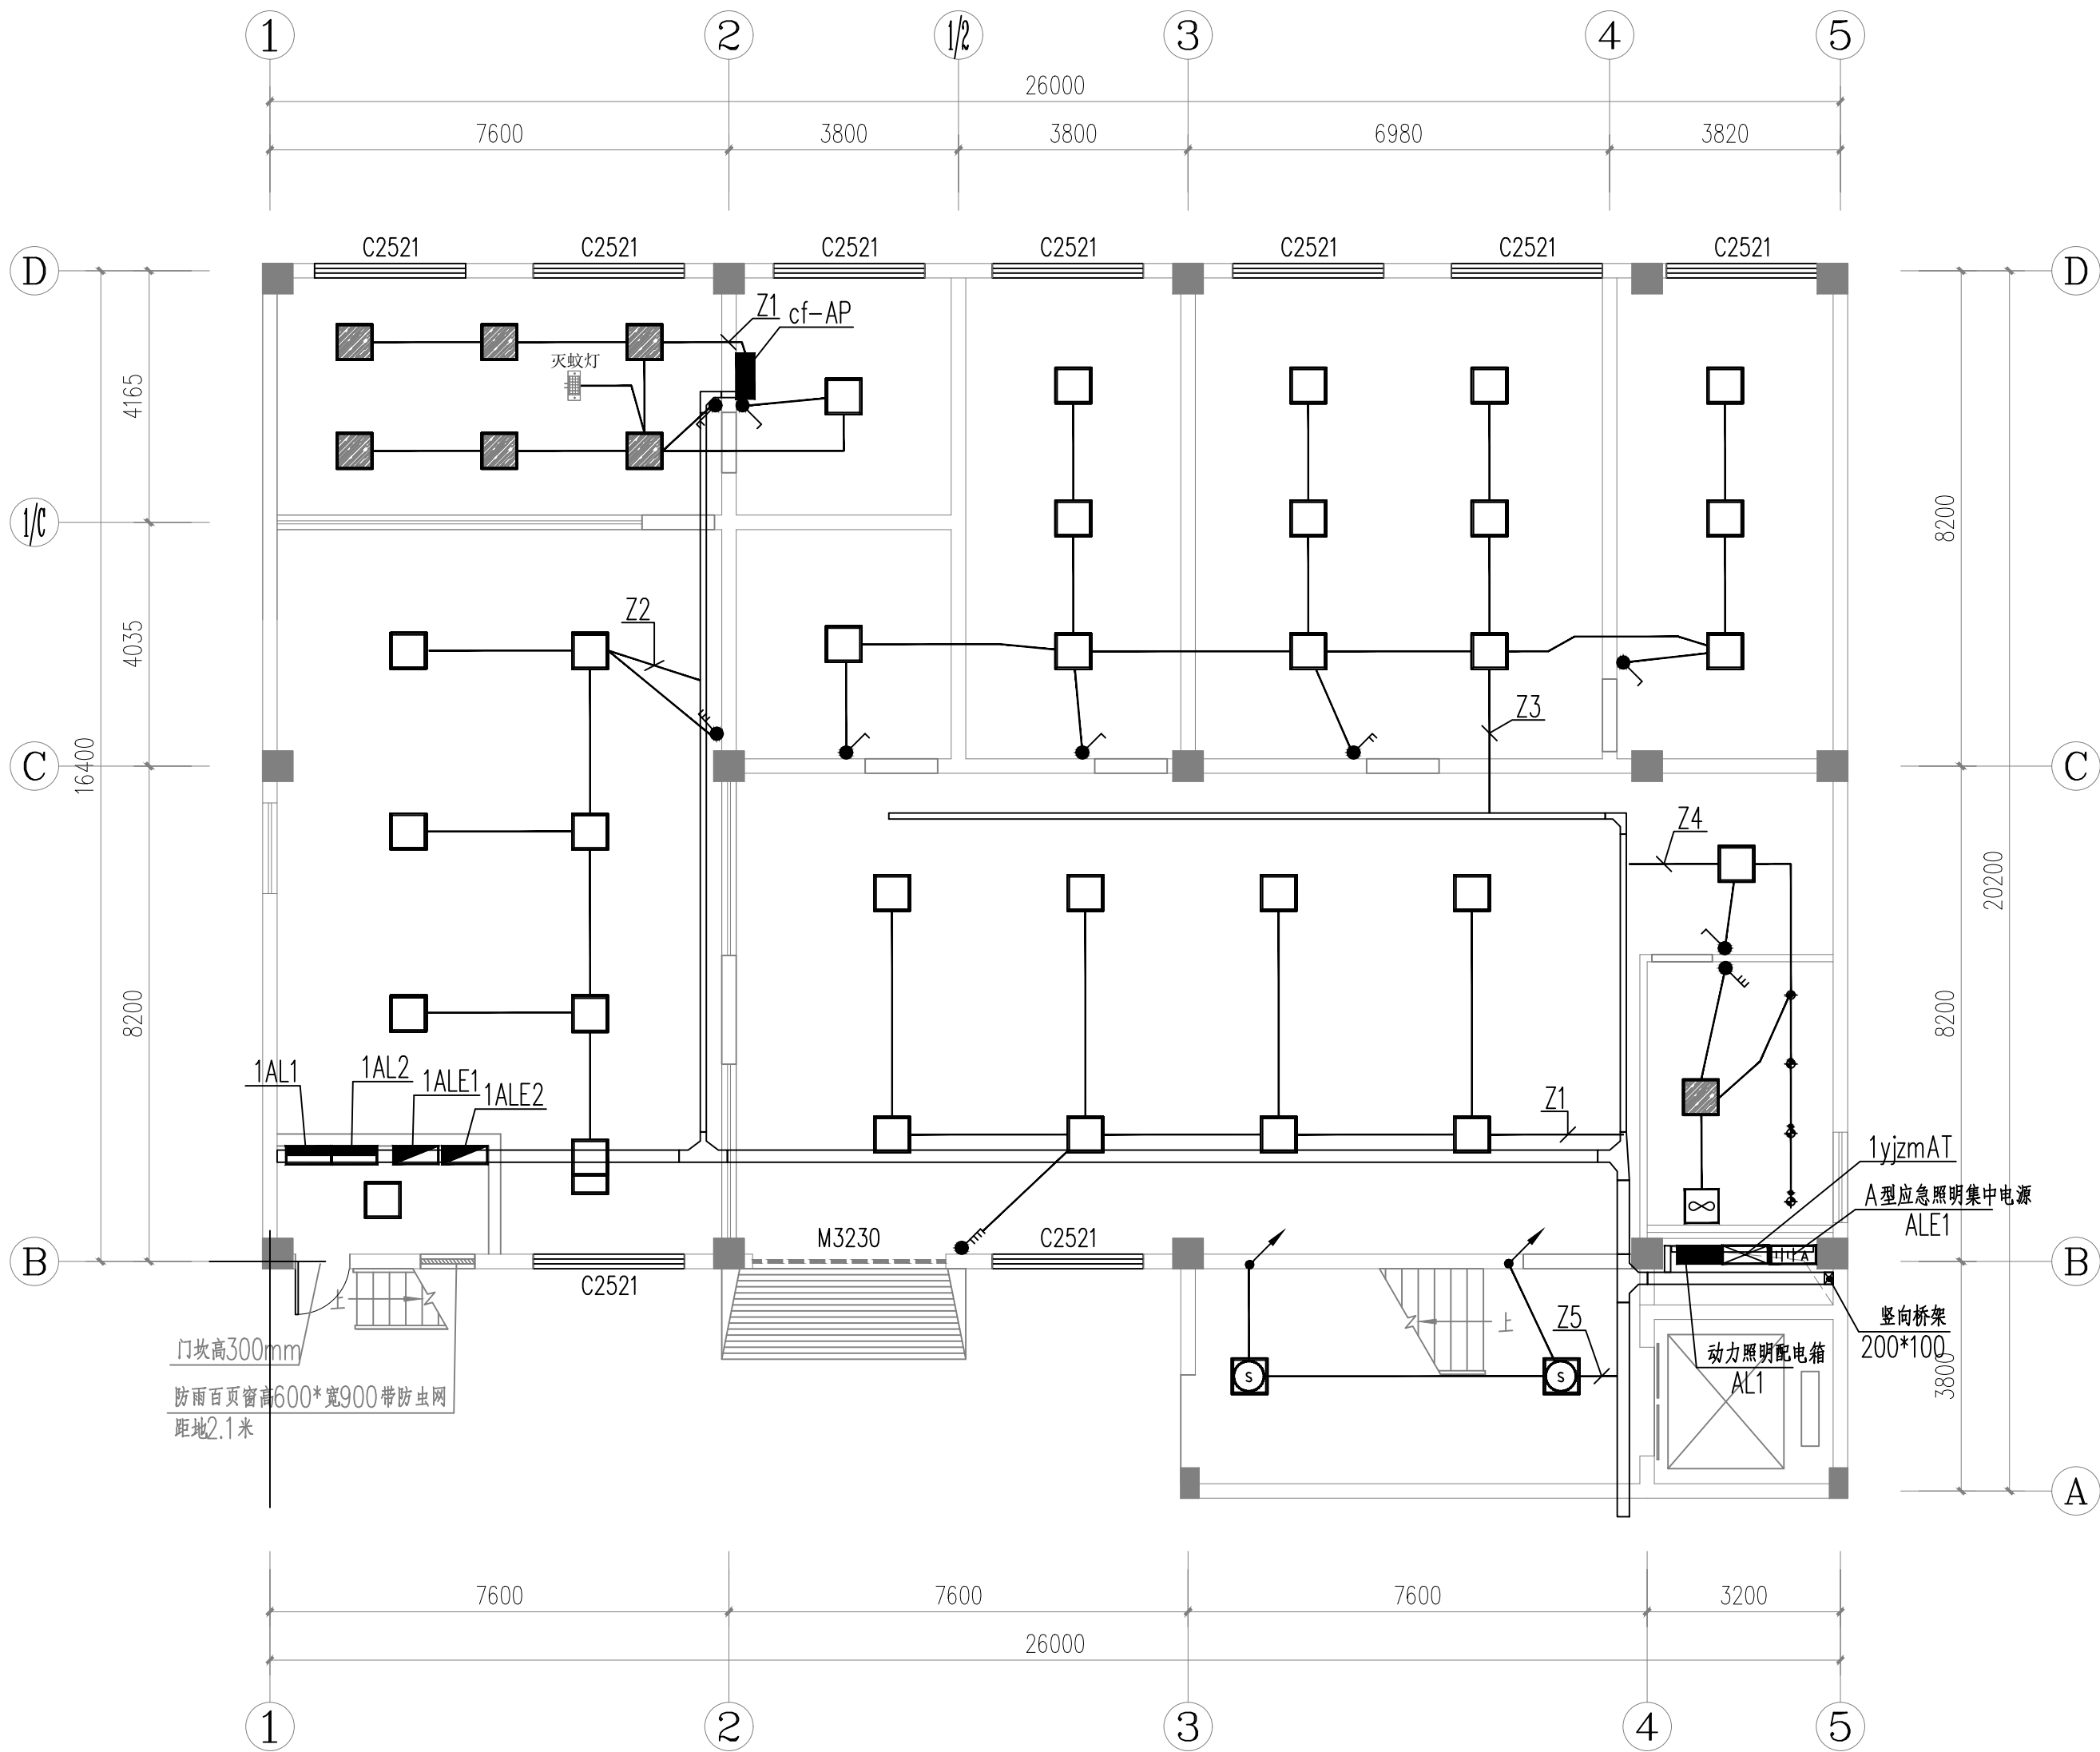 1 2 1/2 3 4 5
26000
7600 3800 3800 6980 3820
C2521 C2521 C2521 C2521 C2521 C2521 C2521
D D
Z1 cf-AP
灭蚊灯
4165
1/C
8200
Z2
4035
Z3
16400
C C
Z4
20200
8200
8200
1AL1 1AL2 1ALE1 1ALE2
Z1
1yjzmAT
A型应急照明集中电源
ALE1
A
M3230 C2521
B B
C2521
上
上
Z5
竖向桥架
200*100
门坎高300mm
动力照明配电箱
AL1
3800
S S
防雨百页窗高600*宽900带防虫网
距地2.1米
A
7600 7600 7600 3200
26000
1 2 3 4 5